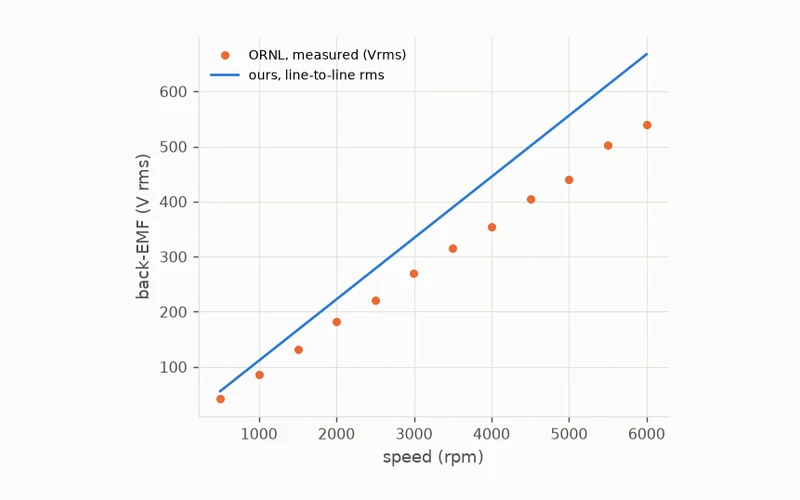 ORNL, measured (Vrms)
ours, line-to-line rms
600
500
400
300
200
100
back-EMF (V rms)
1000 2000 3000 4000 5000 6000
speed (rpm)